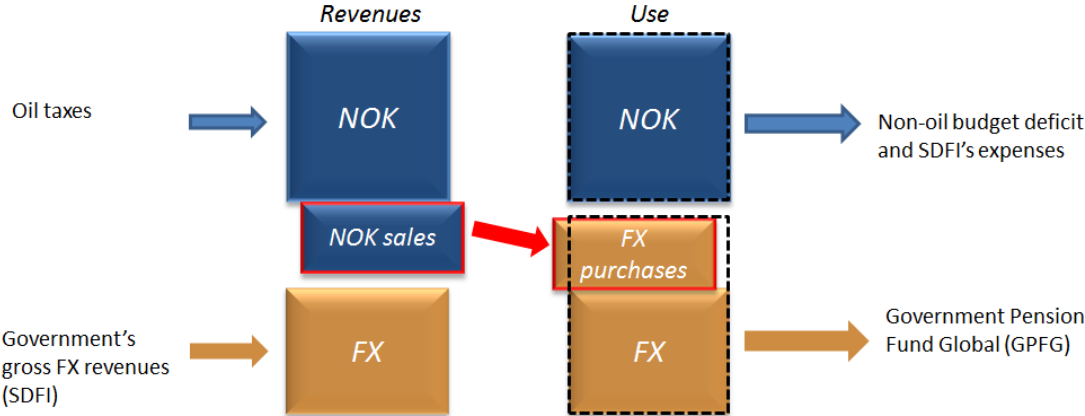 Revenues
Use
Oil taxes
NOK
NOK
Non-oil budget deficit
and SDFI’s expenses
NOK sales
FX
purchases
Government’s
gross FX revenues
(SDFI)
FX
FX
Government Pension
Fund Global (GPFG)